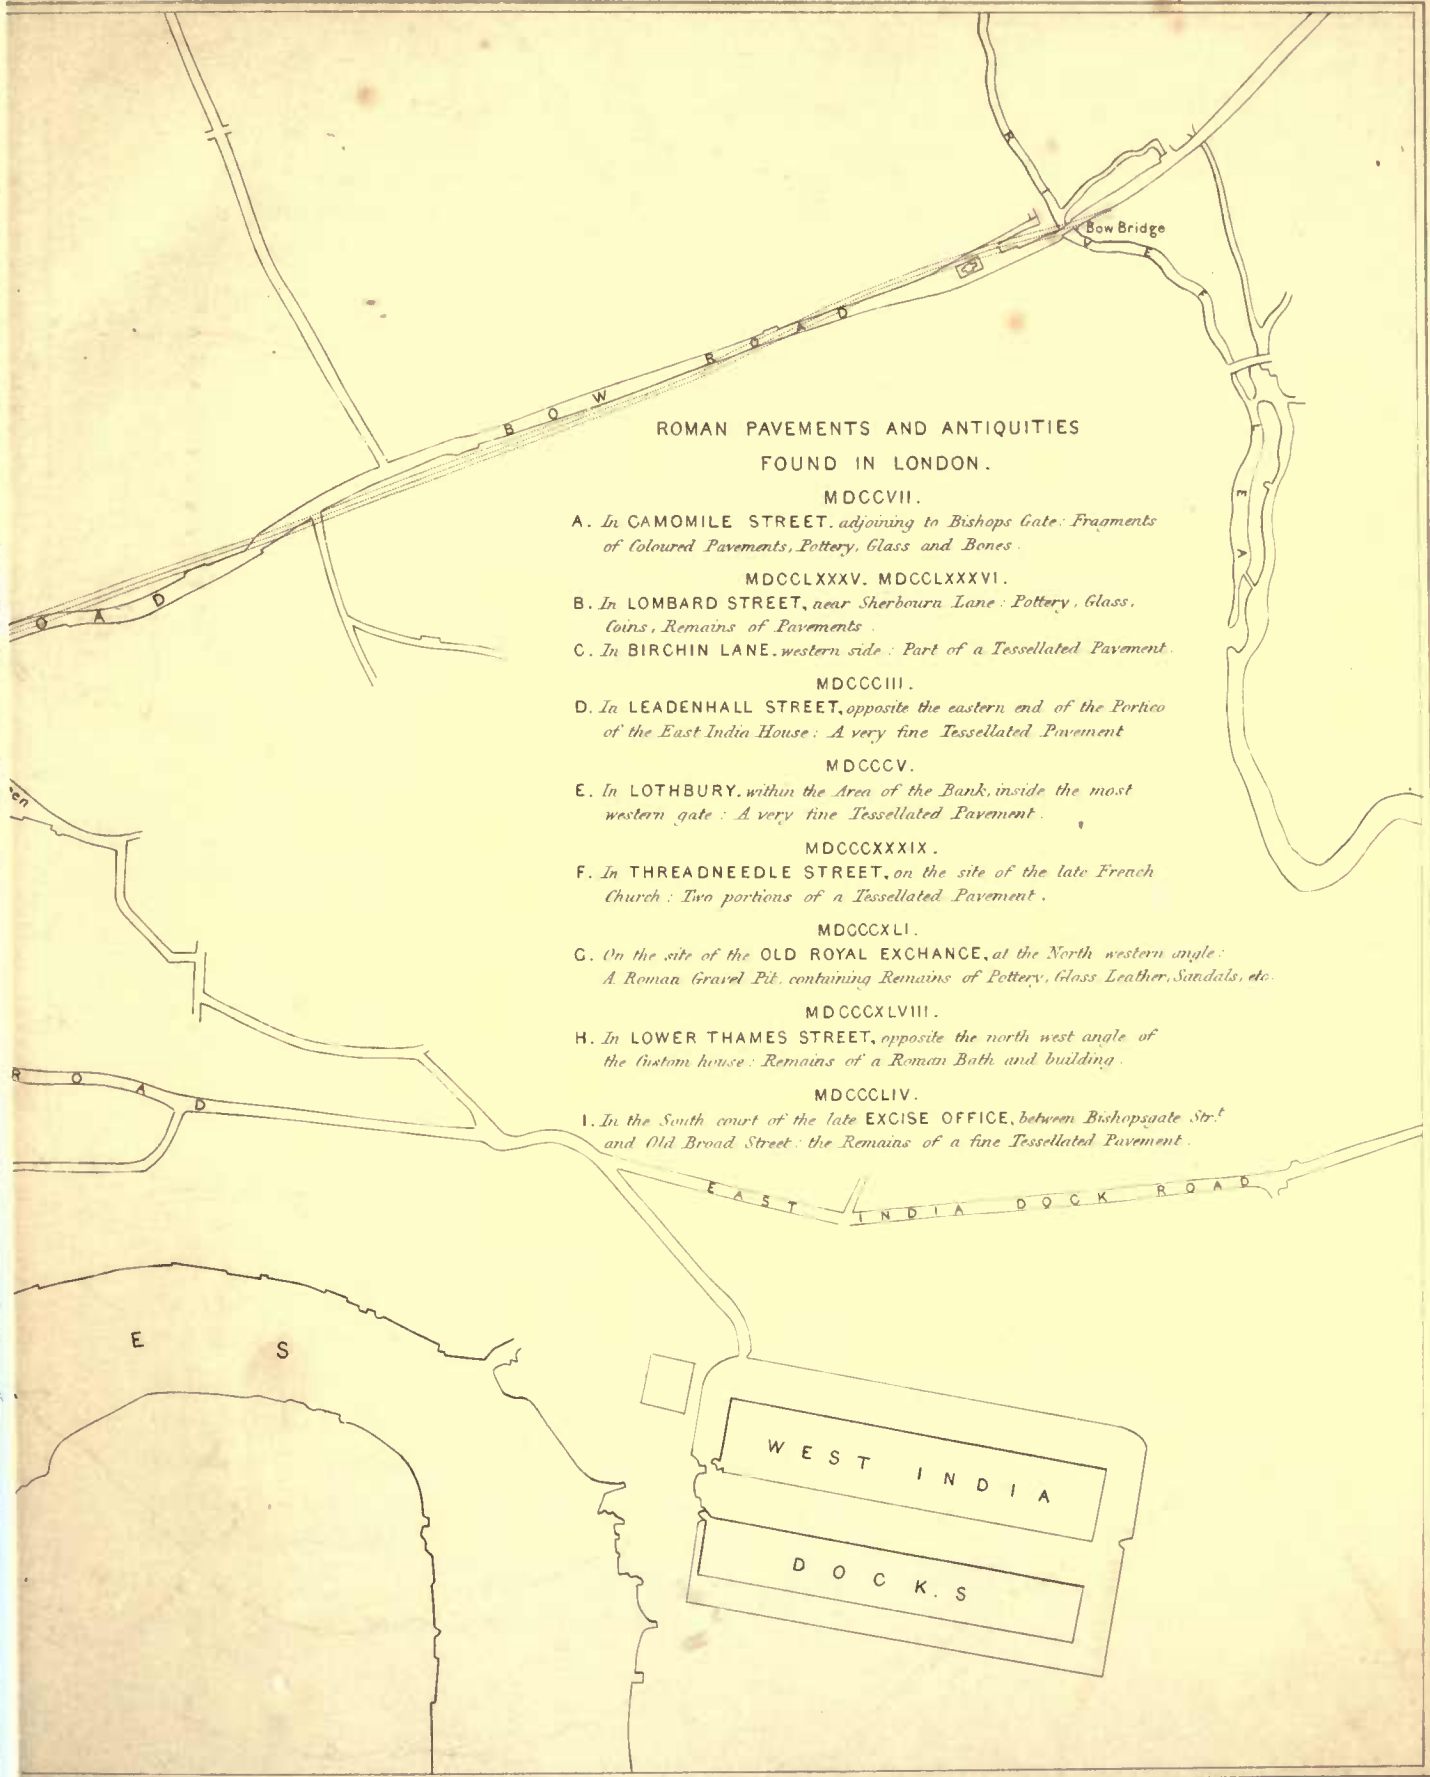 RIVER LEA
Bow Bridge
BOW ROAD
OAD
ROMAN PAVEMENTS AND ANTIQUITIES
FOUND IN LONDON.
MDCCVII.
A. In CAMOMILE STREET. adjoining to Bishops Gate: Fragments
of Coloured Pavements, Pottery, Glass and Bones.
MDCCLXXXV. MDCCLXXXVI.
B. In LOMBARD STREET, near Sherbourn Lane: Pottery, Glass,
Coins, Remains of Pavements.
C. In BIRCHIN LANE. western side: Part of a Tessellated Pavement.
MDCCCIII.
D. In LEADENHALL STREET, opposite the eastern end of the Portico
of the East India House: A very fine Tessellated Pavement
MDCCCV.
E. In LOTHBURY. within the Area of the Bank, inside the most
western gate: A very fine Tessellated Pavement.
MDCCCXXXIX.
F. In THREADNEEDLE STREET, on the site of the late French
Church: Two portions of a Tessellated Pavement.
MDCCCXLI.
G. On the site of the OLD ROYAL EXCHANCE, at the North western angle:
A Roman Gravel Pit, containing Remains of Pottery, Glass Leather, Sandals, etc.
MDCCCXLVIII.
H. In LOWER THAMES STREET, opposite the north west angle of
the Custom house: Remains of a Roman Bath and building.
MDCCCLIV.
I. In the South court of the late EXCISE OFFICE, between Bishopsgate Str.t
and Old Broad Street: the Remains of a fine Tessellated Pavement.
een
ROAD
EAST INDIA DOCK ROAD
E S
WEST INDIA
DOCK.S